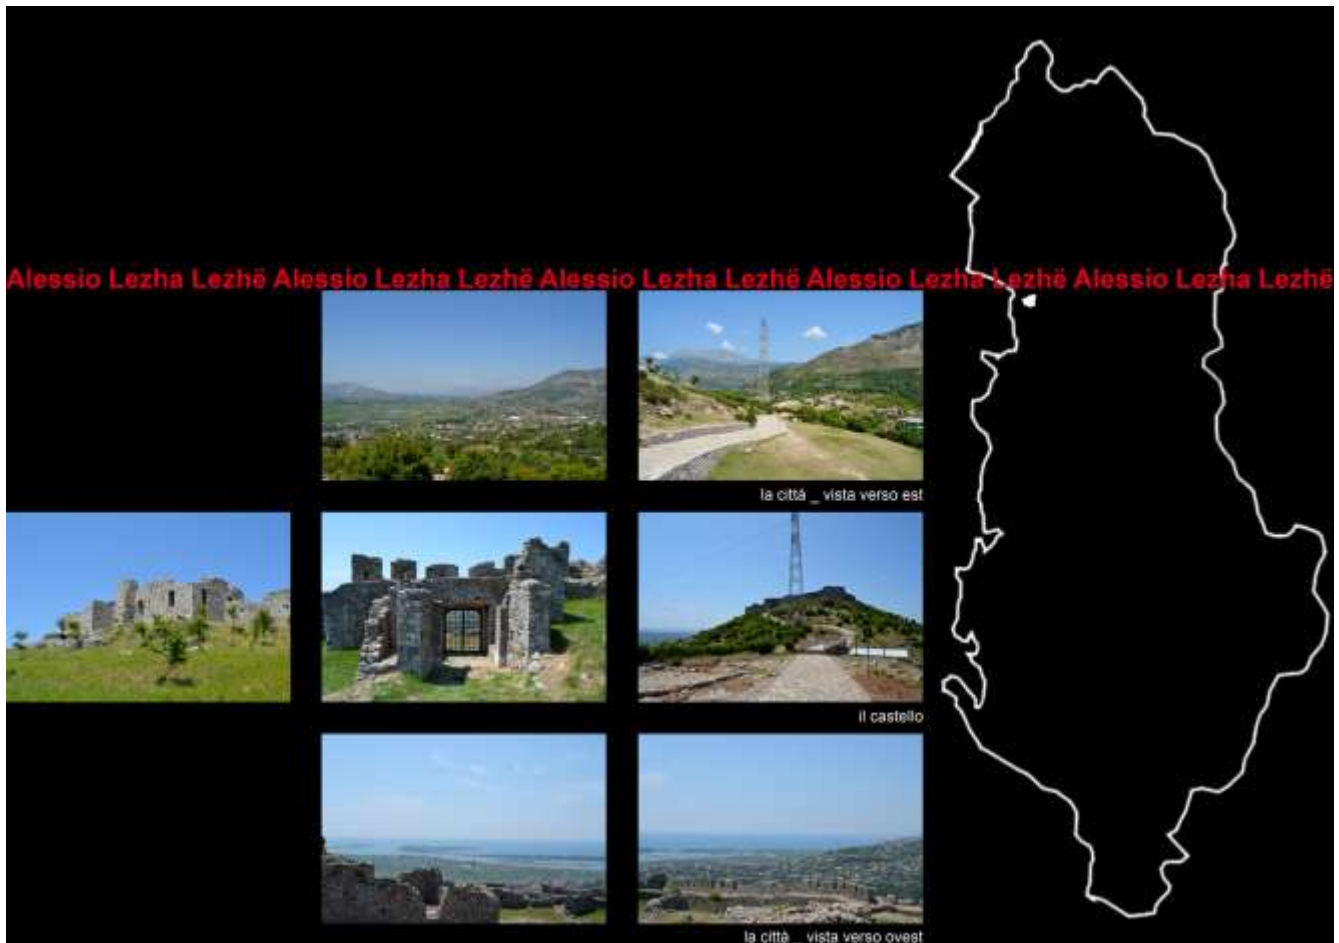 Alessio Lezha Lezhë Alessio Lezha Lezhë Alessio Lezha Lezhë Alessio Lezha Lezhë Alessio Lezha Lezhë
la città _ vista verso est
il castello
la città _ vista verso ovest